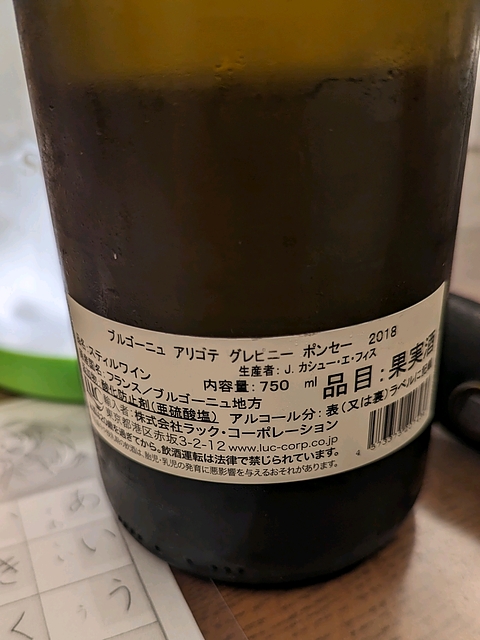 ブルゴーニュ アリゴテ グレピニー ポンセー 2018
スティルワイン 生産者：J. カシュー・エ・フィス
フランス／ブルゴーニュ地方 内容量：750 ml 品目：果実酒
酸化防止剤(亜硫酸塩) アルコール分：表(又は裏)ラベルに記載
輸入者：株式会社ラック・コーポレーション
東京都港区赤坂3-2-12 www.luc-corp.co.jp
飲酒運転は法律で禁じられています。
胎児・乳児の発育に悪影響を与えるおそれがあります。
あ
い
う